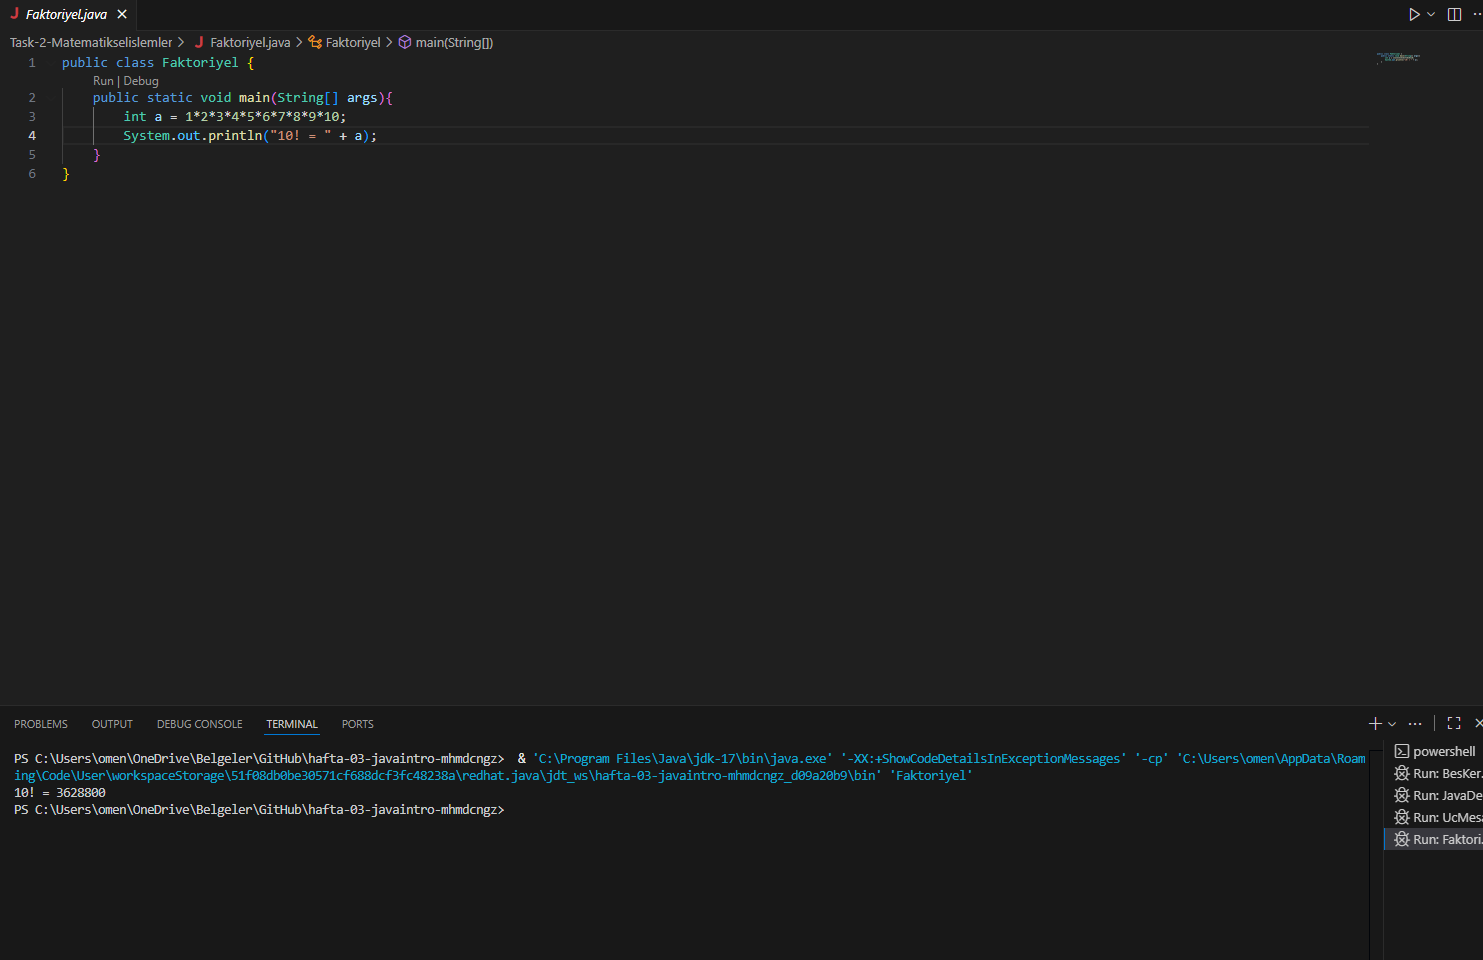 J Faktoriyel.java ×
Task-2-Matematikselislemler > J Faktoriyel.java > Faktoriyel > main(String[])
1 public class Faktoriyel {
Run | Debug
2 public static void main(String[] args){
3 int a = 1*2*3*4*5*6*7*8*9*10;
4 System.out.println("10! = " + a);
5 }
6 }
PROBLEMS OUTPUT DEBUG CONSOLE TERMINAL PORTS
PS C:\Users\omen\OneDrive\Belgeler\GitHub\hafta-03-javaintro-mhmdcngz> & 'C:\Program Files\Java\jdk-17\bin\java.exe' '-XX:+ShowCodeDetailsInExceptionMessages' '-cp' 'C:\Users\omen\AppData\Roam
ing\Code\User\workspaceStorage\51f08db0be30571cf688dcf3fc48238a\redhat.java\jdt_ws\hafta-03-javaintro-mhmdcngz_d09a20b9\bin' 'Faktoriyel'
10! = 3628800
PS C:\Users\omen\OneDrive\Belgeler\GitHub\hafta-03-javaintro-mhmdcngz>
powershell
Run: BesKer.
Run: JavaDe
Run: UcMesa
Run: Faktori.